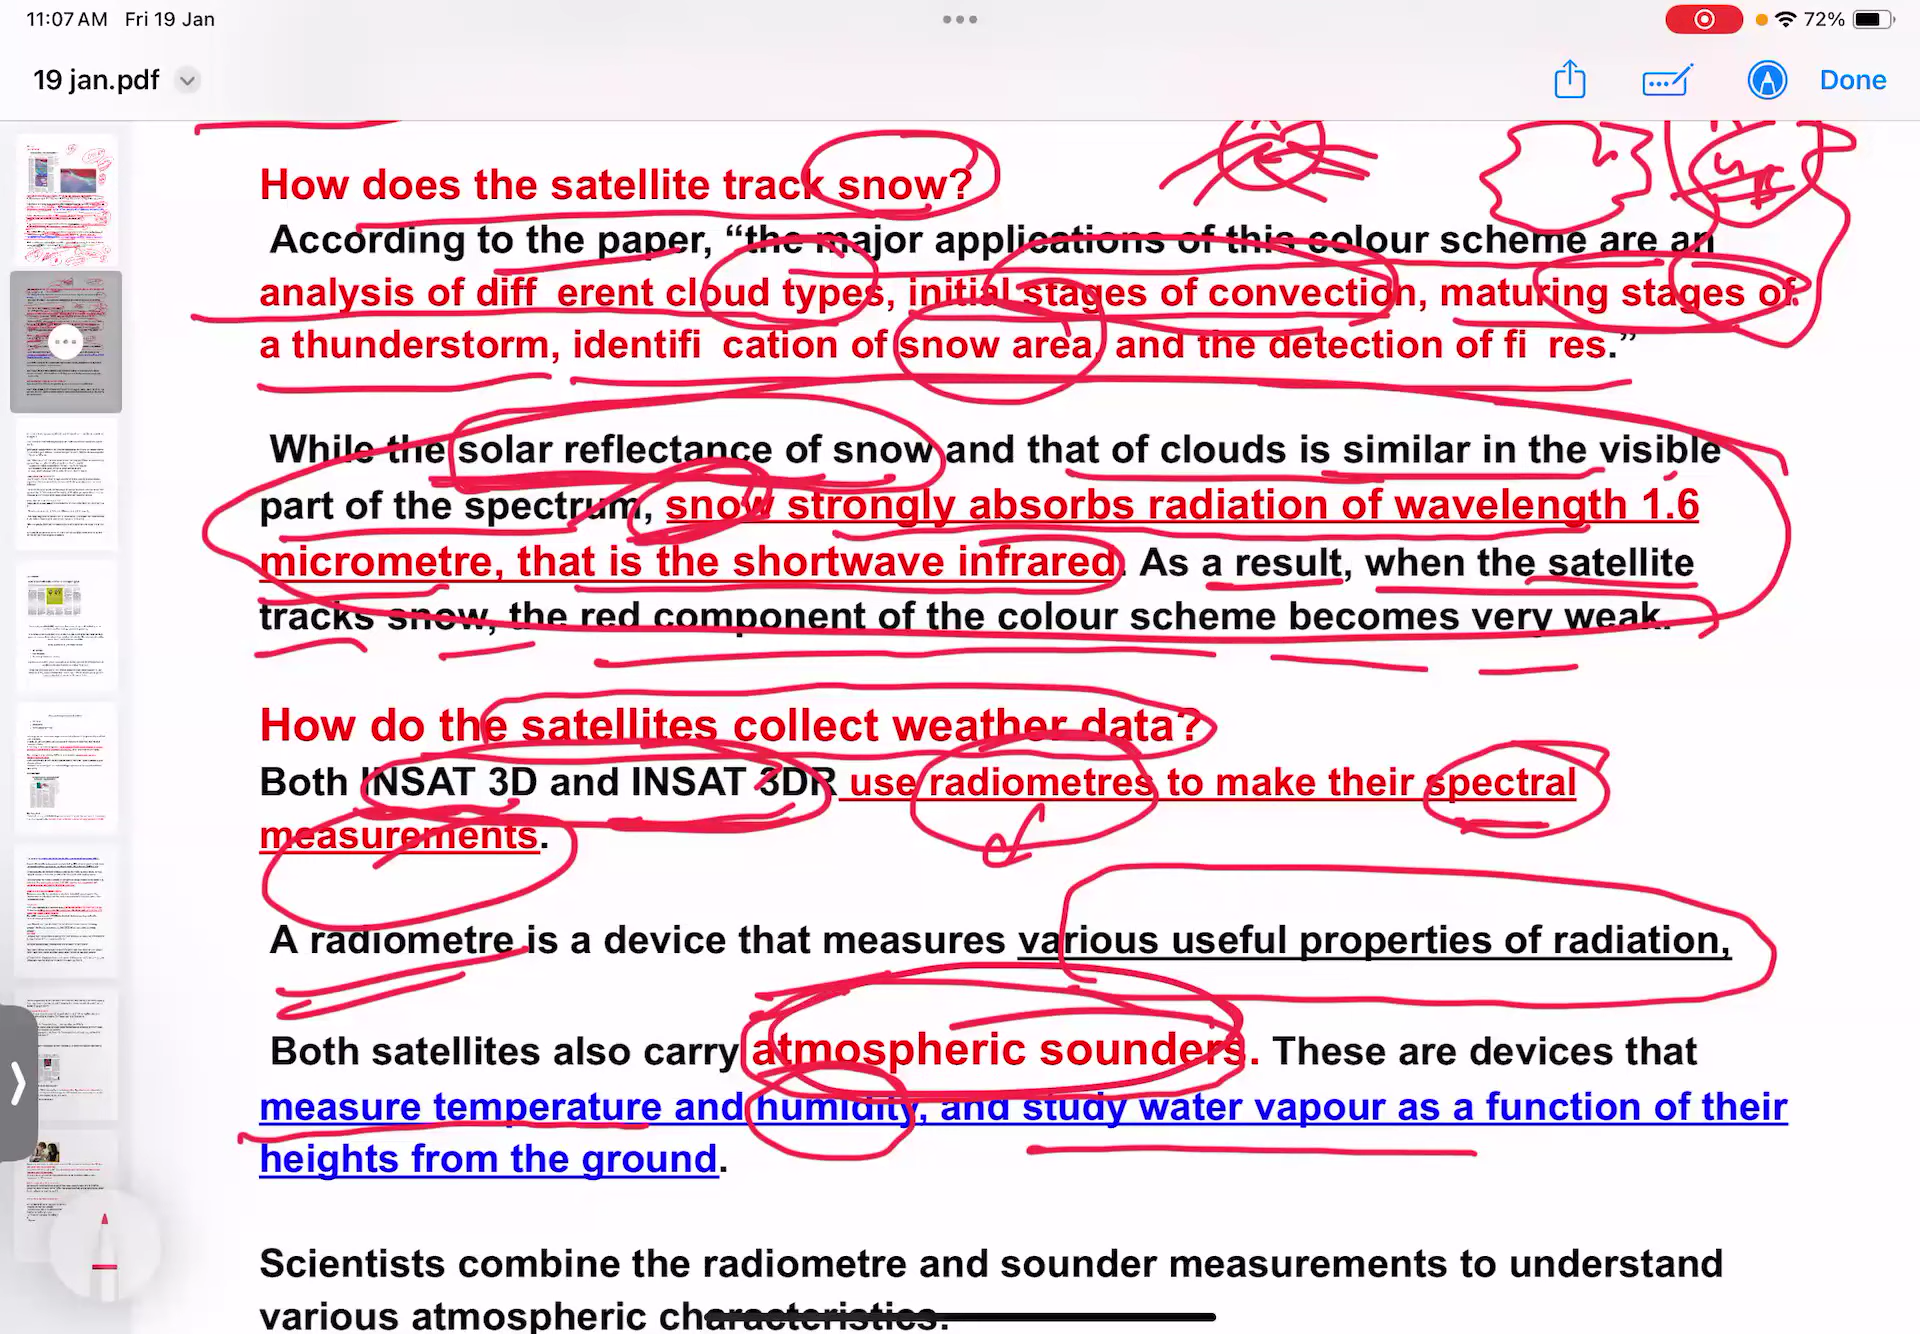 11:07 AM Fri 19 Jan
72%
19 jan.pdf
Done
How does the satellite track snow?
According to the paper, “the major applications of this colour scheme are an
analysis of diff erent cloud types, initial stages of convection, maturing stages of
a thunderstorm, identifi cation of snow area, and the detection of fi res.”
While the solar reflectance of snow and that of clouds is similar in the visible
part of the spectrum, snow strongly absorbs radiation of wavelength 1.6
micrometre, that is the shortwave infrared. As a result, when the satellite
tracks snow, the red component of the colour scheme becomes very weak.
How do the satellites collect weather data?
Both INSAT 3D and INSAT 3DR use radiometres to make their spectral
measurements.
A radiometre is a device that measures various useful properties of radiation,
Both satellites also carry atmospheric sounders. These are devices that
measure temperature and humidity, and study water vapour as a function of their
heights from the ground.
Scientists combine the radiometre and sounder measurements to understand
various atmospheric characteristics.